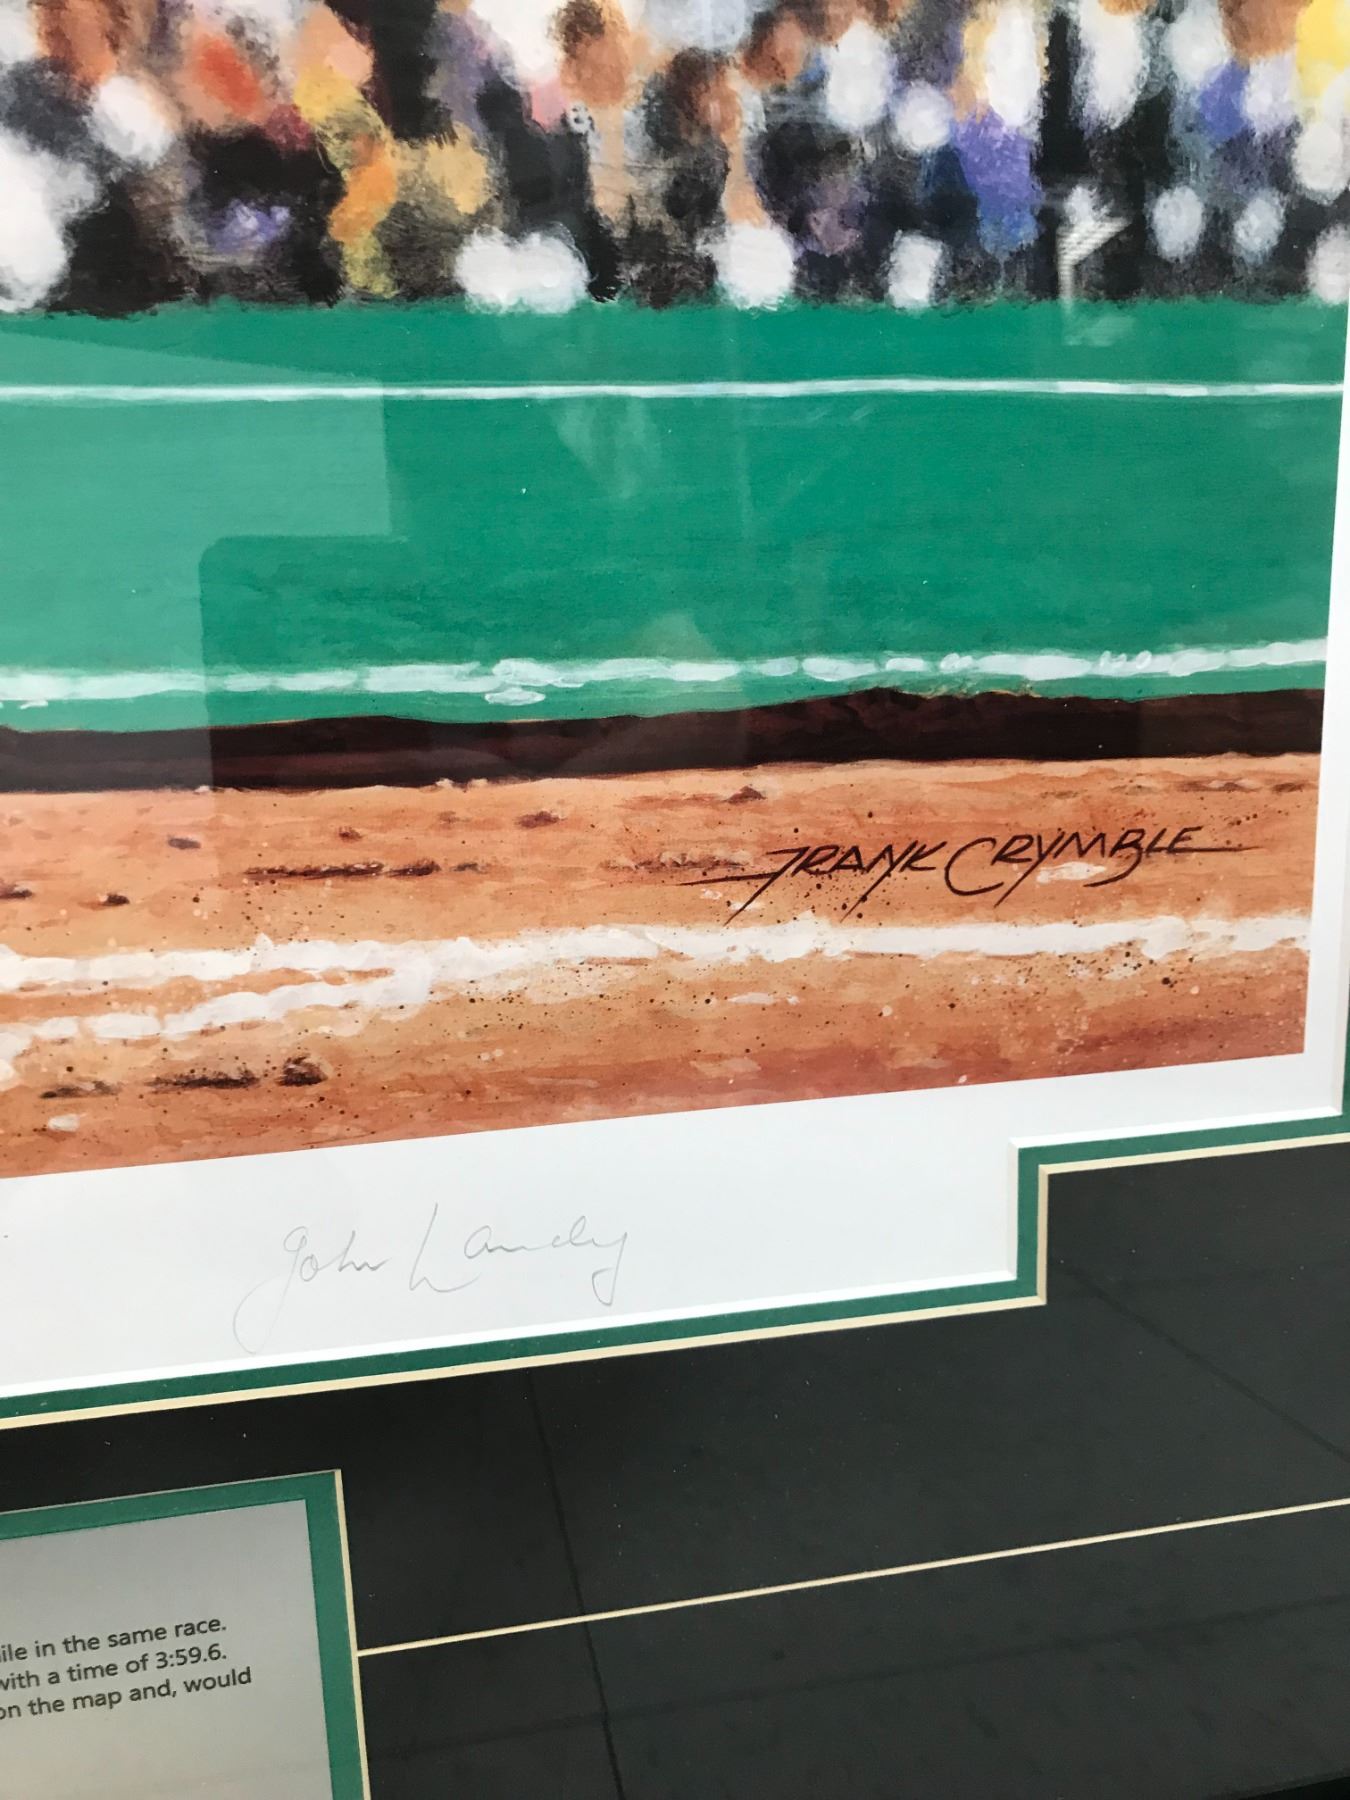 FRANK CRYMBLE
John Landy
ile in the same race.
with a time of 3:59.6.
on the map and, would